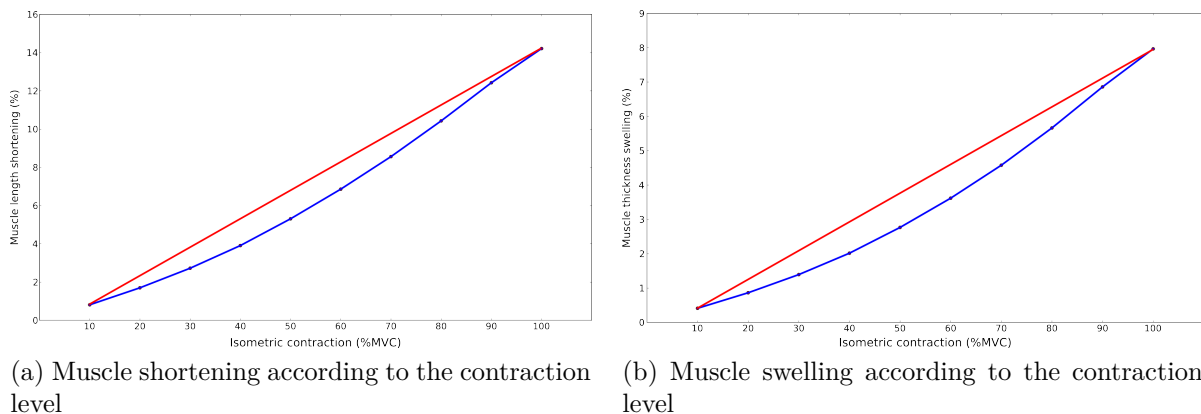 16
14
12
10
8
6
4
2
0
Muscle length shortening (%)
10 20 30 40 50 60 70 80 90 100
Isometric contraction (%MVC)
(a) Muscle shortening according to the contraction
level
9
8
7
6
5
4
3
2
1
0
Muscle thickness swelling (%)
10 20 30 40 50 60 70 80 90 100
Isometric contraction (%MVC)
(b) Muscle swelling according to the contraction
level